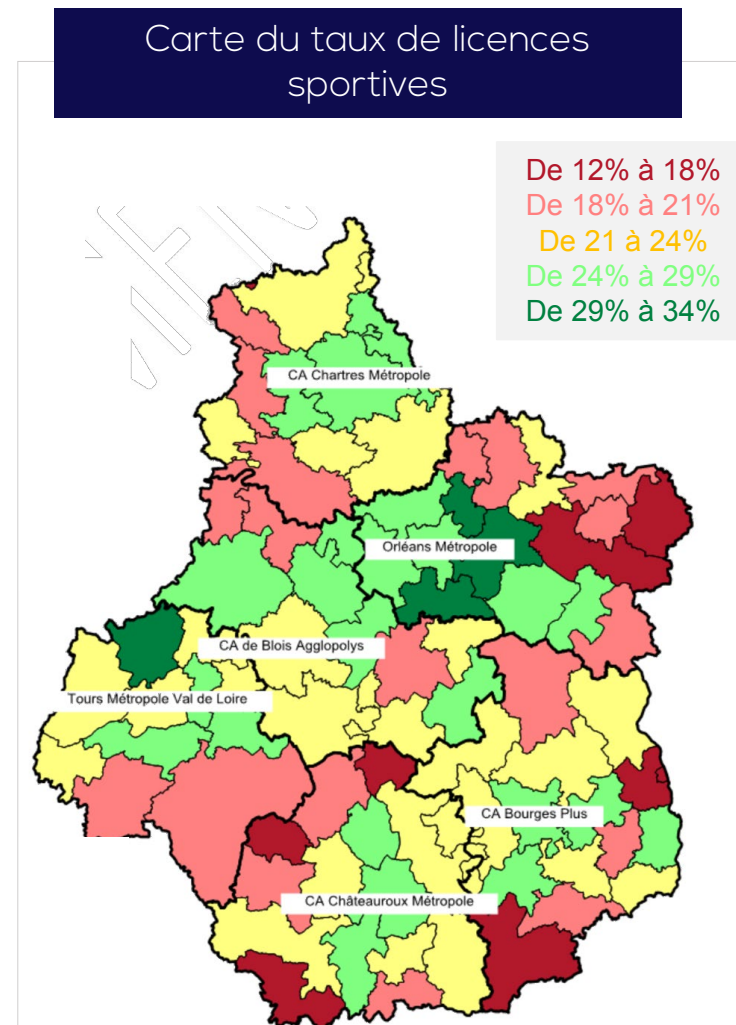 Carte du taux de licences
sportives
De 12% à 18%
De 18% à 21%
De 21 à 24%
De 24% à 29%
De 29% à 34%
CA Chartres Métropole
Orléans Métropole
CA de Blois Agglopolys
Tours Métropole Val de Loire
CA Bourges Plus
CA Châteauroux Métropole